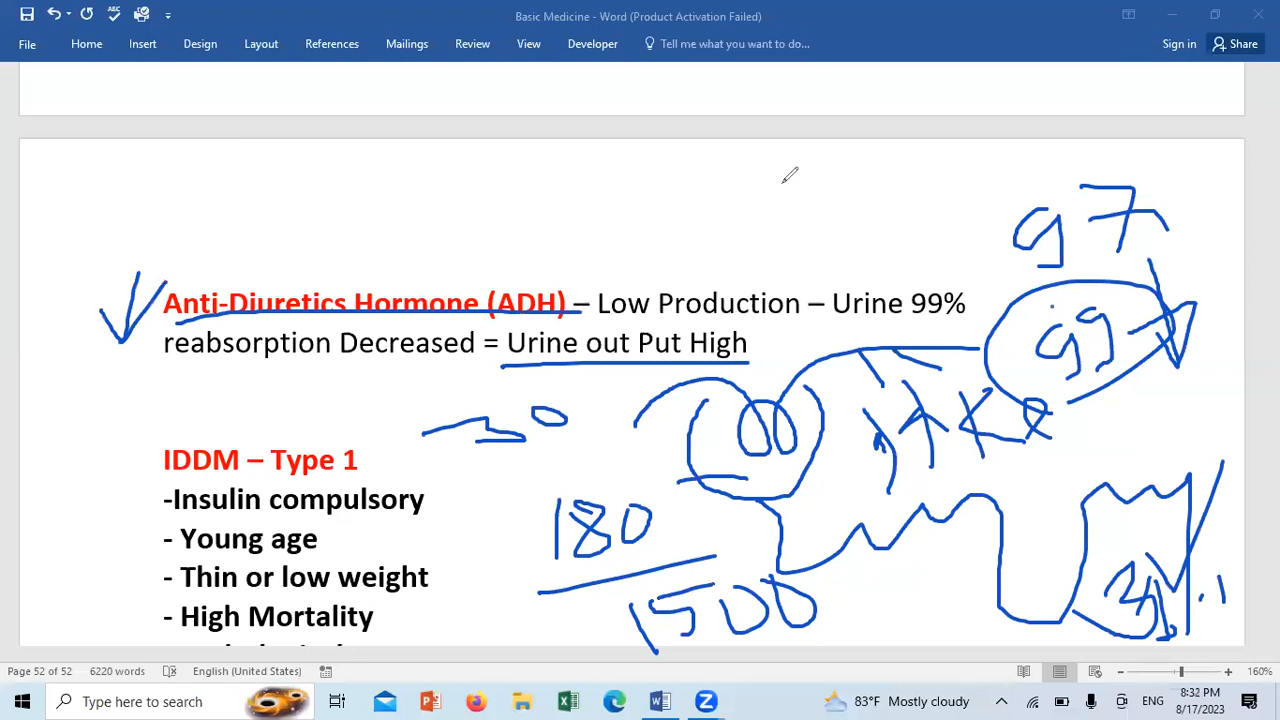 Basic Medicine - Word (Product Activation Failed)
File Home Insert Design Layout References Mailings Review View Developer Tell me what you want to do... Sign in Share
97
Anti-Diuretics Hormone (ADH) – Low Production – Urine 99%
99
reabsorption Decreased = Urine out Put High
IDDM – Type 1
-Insulin compulsory
180
- Young age
- Thin or low weight
1500
- High Mortality
Page 52 of 52 6220 words English (United States) 160%
Type here to search 83°F Mostly cloudy ENG 8:32 PM
8/17/2023